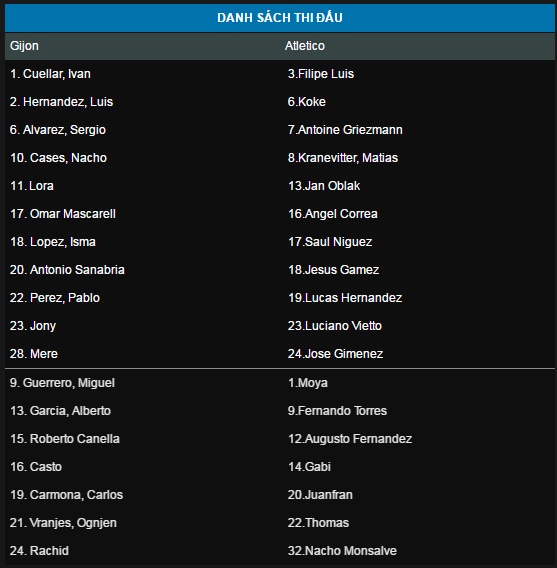 DANH SÁCH THI ĐẤU
Gijon Atletico
1. Cuellar, Ivan 3.Filipe Luis
2. Hernandez, Luis 6.Koke
6. Alvarez, Sergio 7.Antoine Griezmann
10. Cases, Nacho 8.Kranevitter, Matias
11. Lora 13.Jan Oblak
17. Omar Mascarell 16.Angel Correa
18. Lopez, Isma 17.Saul Niguez
20. Antonio Sanabria 18.Jesus Gamez
22. Perez, Pablo 19.Lucas Hernandez
23. Jony 23.Luciano Vietto
28. Mere 24.Jose Gimenez
9. Guerrero, Miguel 1.Moya
13. Garcia, Alberto 9.Fernando Torres
15. Roberto Canella 12.Augusto Fernandez
16. Casto 14.Gabi
19. Carmona, Carlos 20.Juanfran
21. Vranjes, Ognjen 22.Thomas
24. Rachid 32.Nacho Monsalve